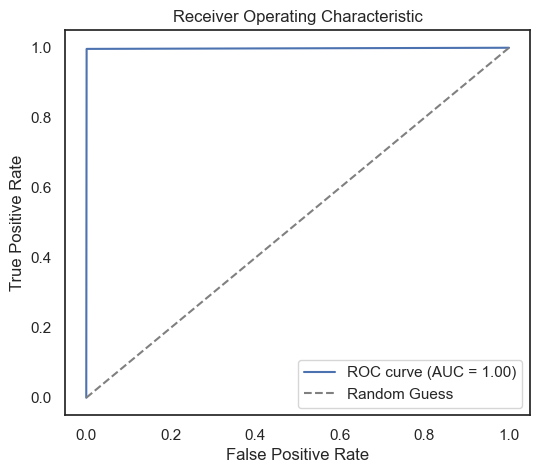 Receiver Operating Characteristic
1.0
0.8
0.6
0.4
0.2
0.0
True Positive Rate
ROC curve (AUC = 1.00)
Random Guess
0.0 0.2 0.4 0.6 0.8 1.0
False Positive Rate